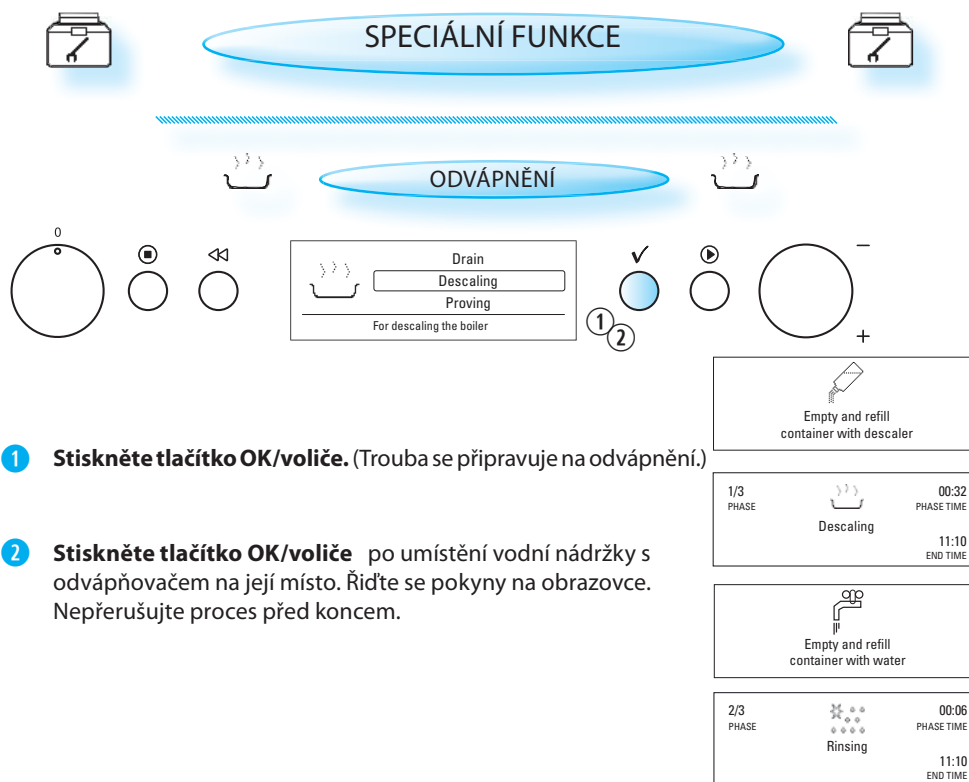 SPECIÁLNÍ FUNKCE
ODVÁPNĚNÍ
0
Drain
Descaling
Proving
For descaling the boiler
1
2
−
+
Empty and refill
container with descaler
1 Stiskněte tlačítko OK/voliče. (Trouba se připravuje na odvápnění.)
1/3
PHASE
00:32
PHASE TIME
Descaling
11:10
END TIME
2 Stiskněte tlačítko OK/voliče po umístění vodní nádržky s
odvápňovačem na její místo. Řiďte se pokyny na obrazovce.
Nepřerušujte proces před koncem.
Empty and refill
container with water
2/3
PHASE
00:06
PHASE TIME
Rinsing
11:10
END TIME